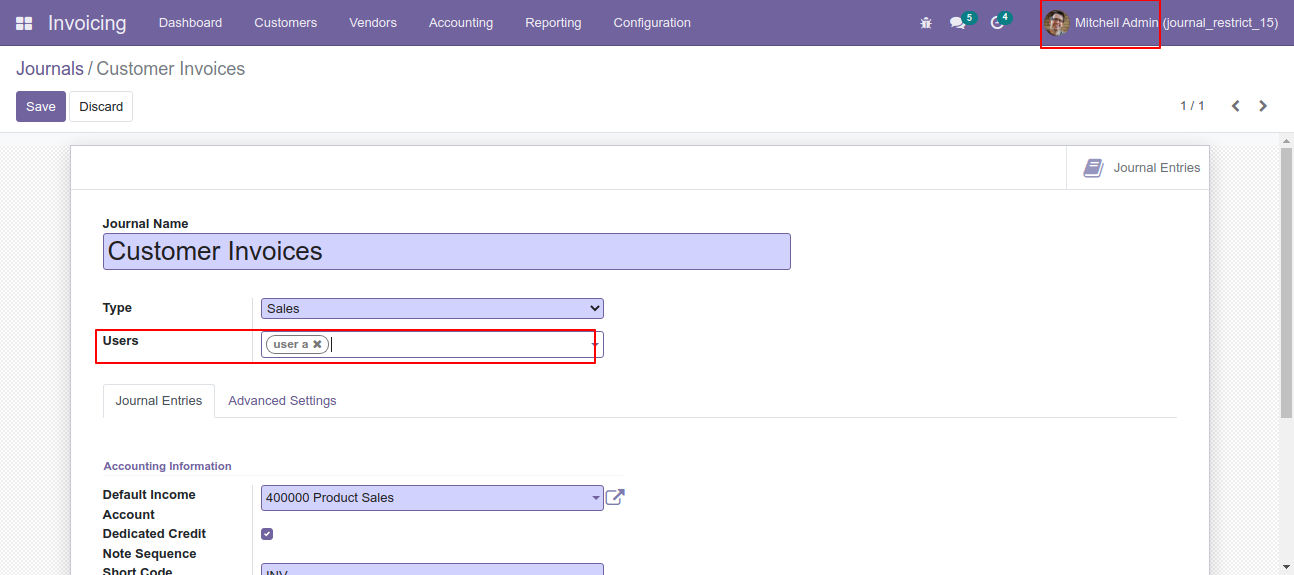 Invoicing Dashboard Customers Vendors Accounting Reporting Configuration 5 4 Mitchell Admin (journal_restrict_15)
Journals / Customer Invoices
Save Discard 1 / 1
Journal Entries
Journal Name
Customer Invoices
Type Sales
Users user a
Journal Entries Advanced Settings
Accounting Information
Default Income Account 400000 Product Sales
Dedicated Credit Note Sequence
Short Code INV